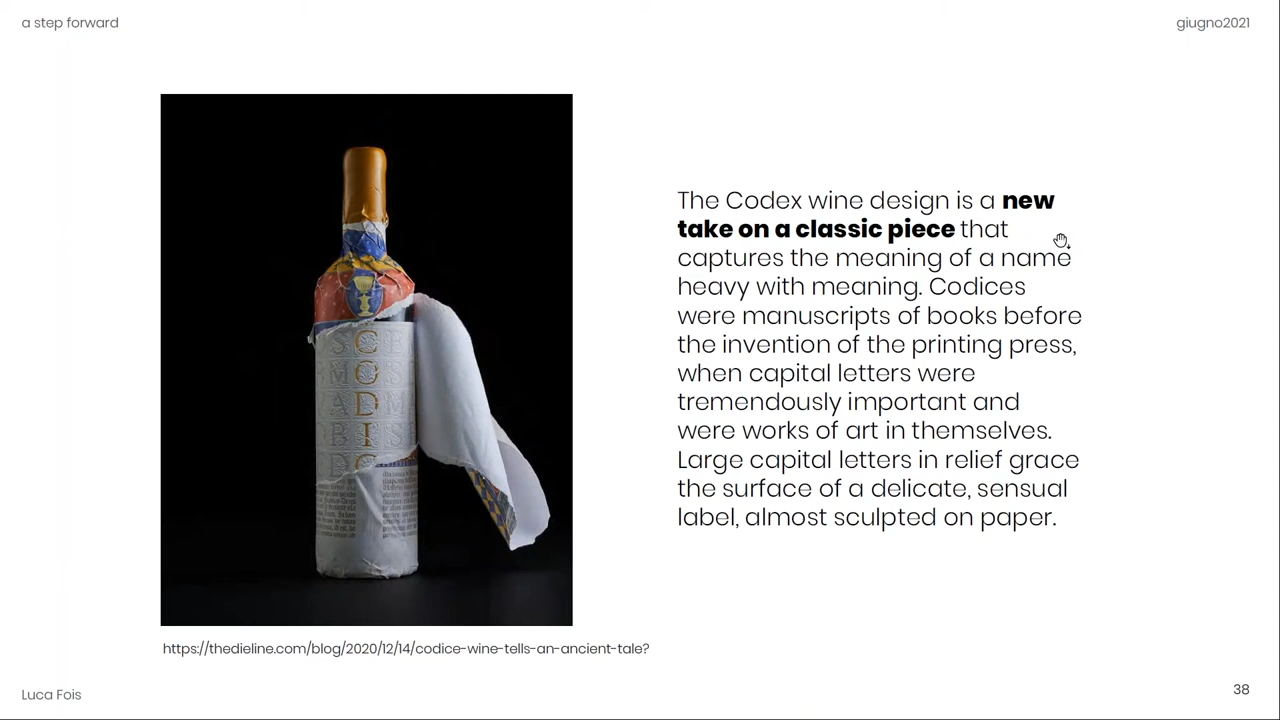 a step forward
giugno2021
The Codex wine design is a new
take on a classic piece that
captures the meaning of a name
heavy with meaning. Codices
were manuscripts of books before
the invention of the printing press,
when capital letters were
tremendously important and
were works of art in themselves.
Large capital letters in relief grace
the surface of a delicate, sensual
label, almost sculpted on paper.
C
O
D
I
C
https://thedieline.com/blog/2020/12/14/codice-wine-tells-an-ancient-tale?
Luca Fois
38